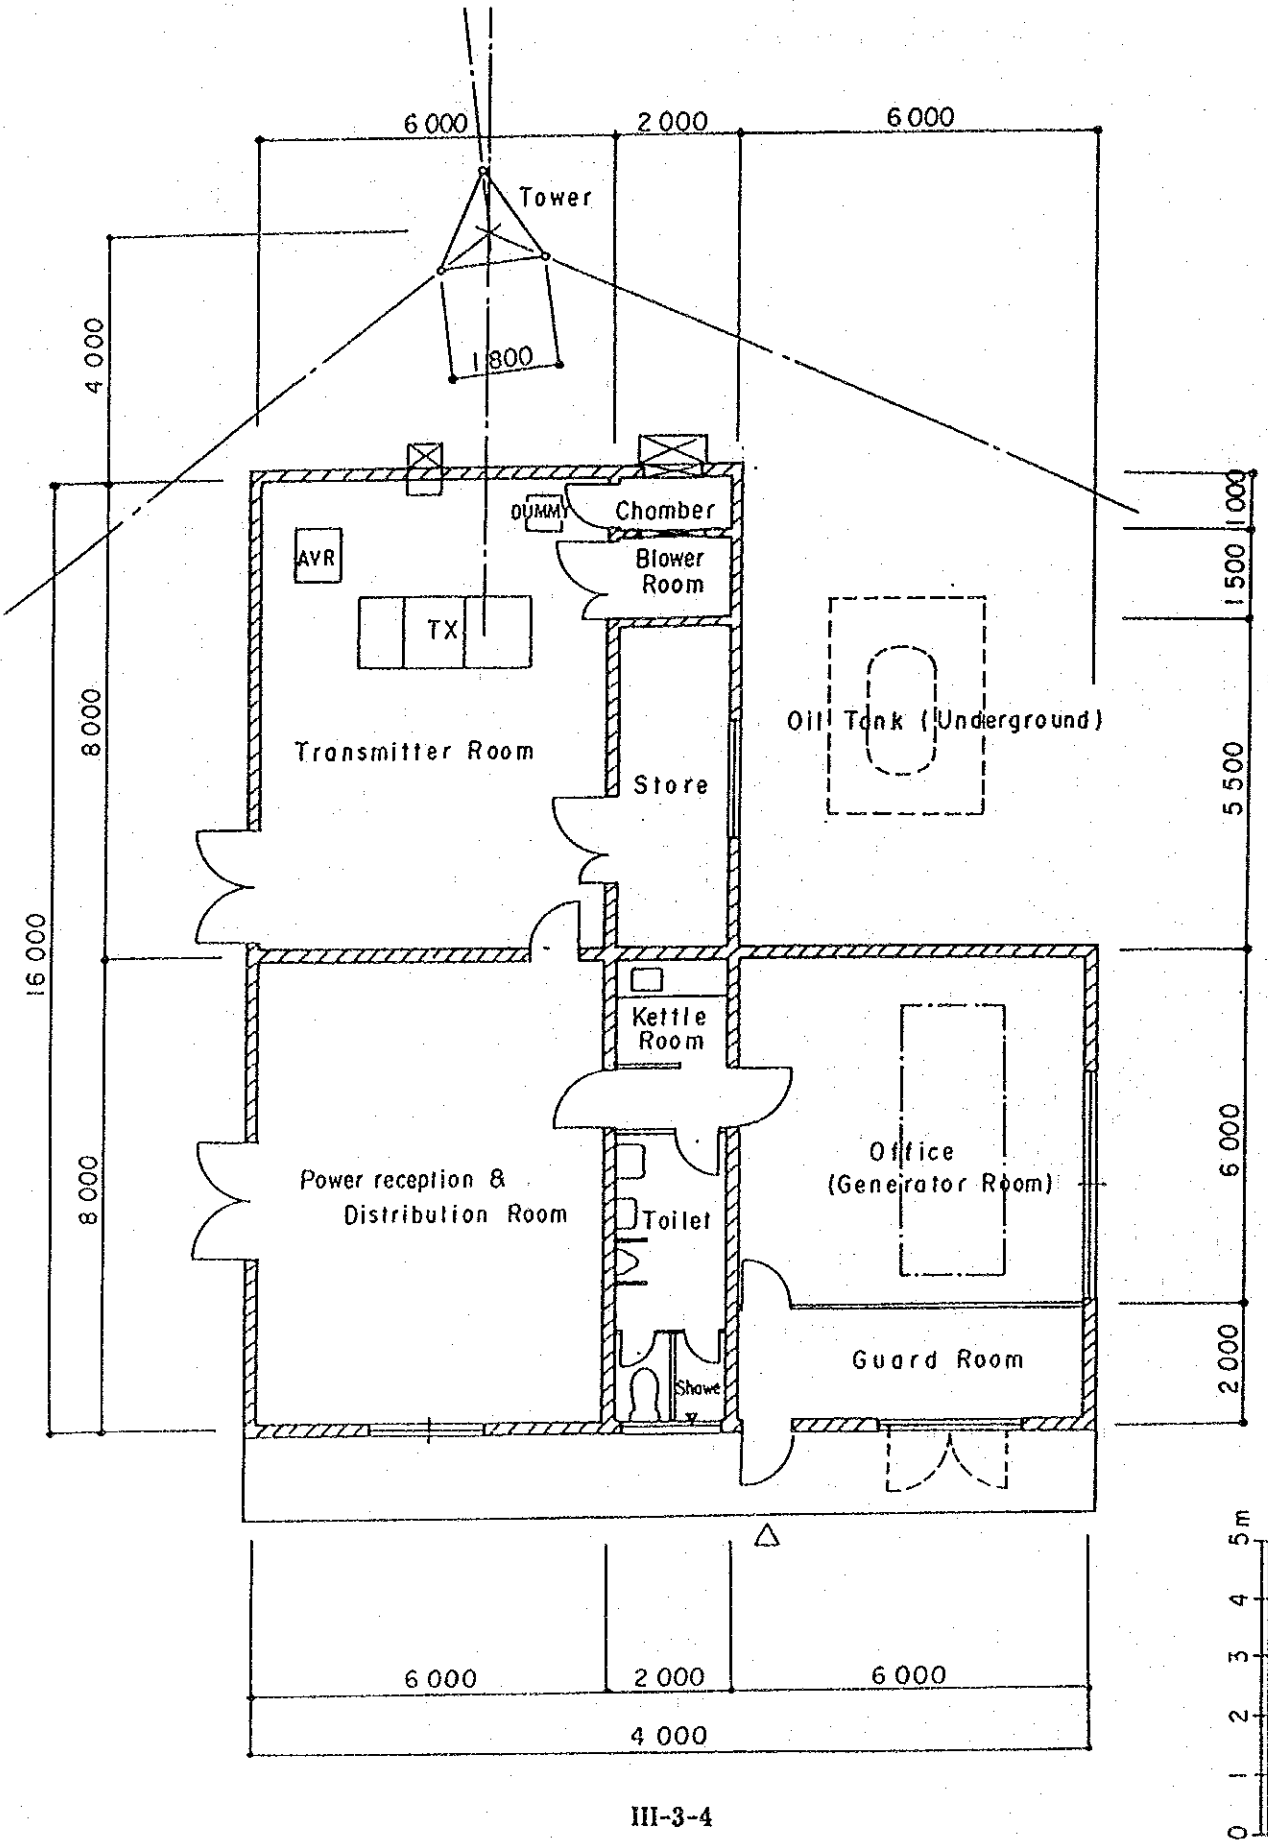 6 000
2 000
6 000
Tower
4 000
1 800
1 000
DUMMY
Chomber
AVR
Blower
Room
1 500
TX
8 000
Oil Tank (Underground)
Transmitter Room
Store
5 500
16 000
Kettle
Room
6 000
Office
(Generator Room)
8 000
Power reception &
Distribution Room
Toilet
Guard Room
2 000
Showe
5m
4
3
2
1
0
6 000
2 000
6 000
4 000
III-3-4